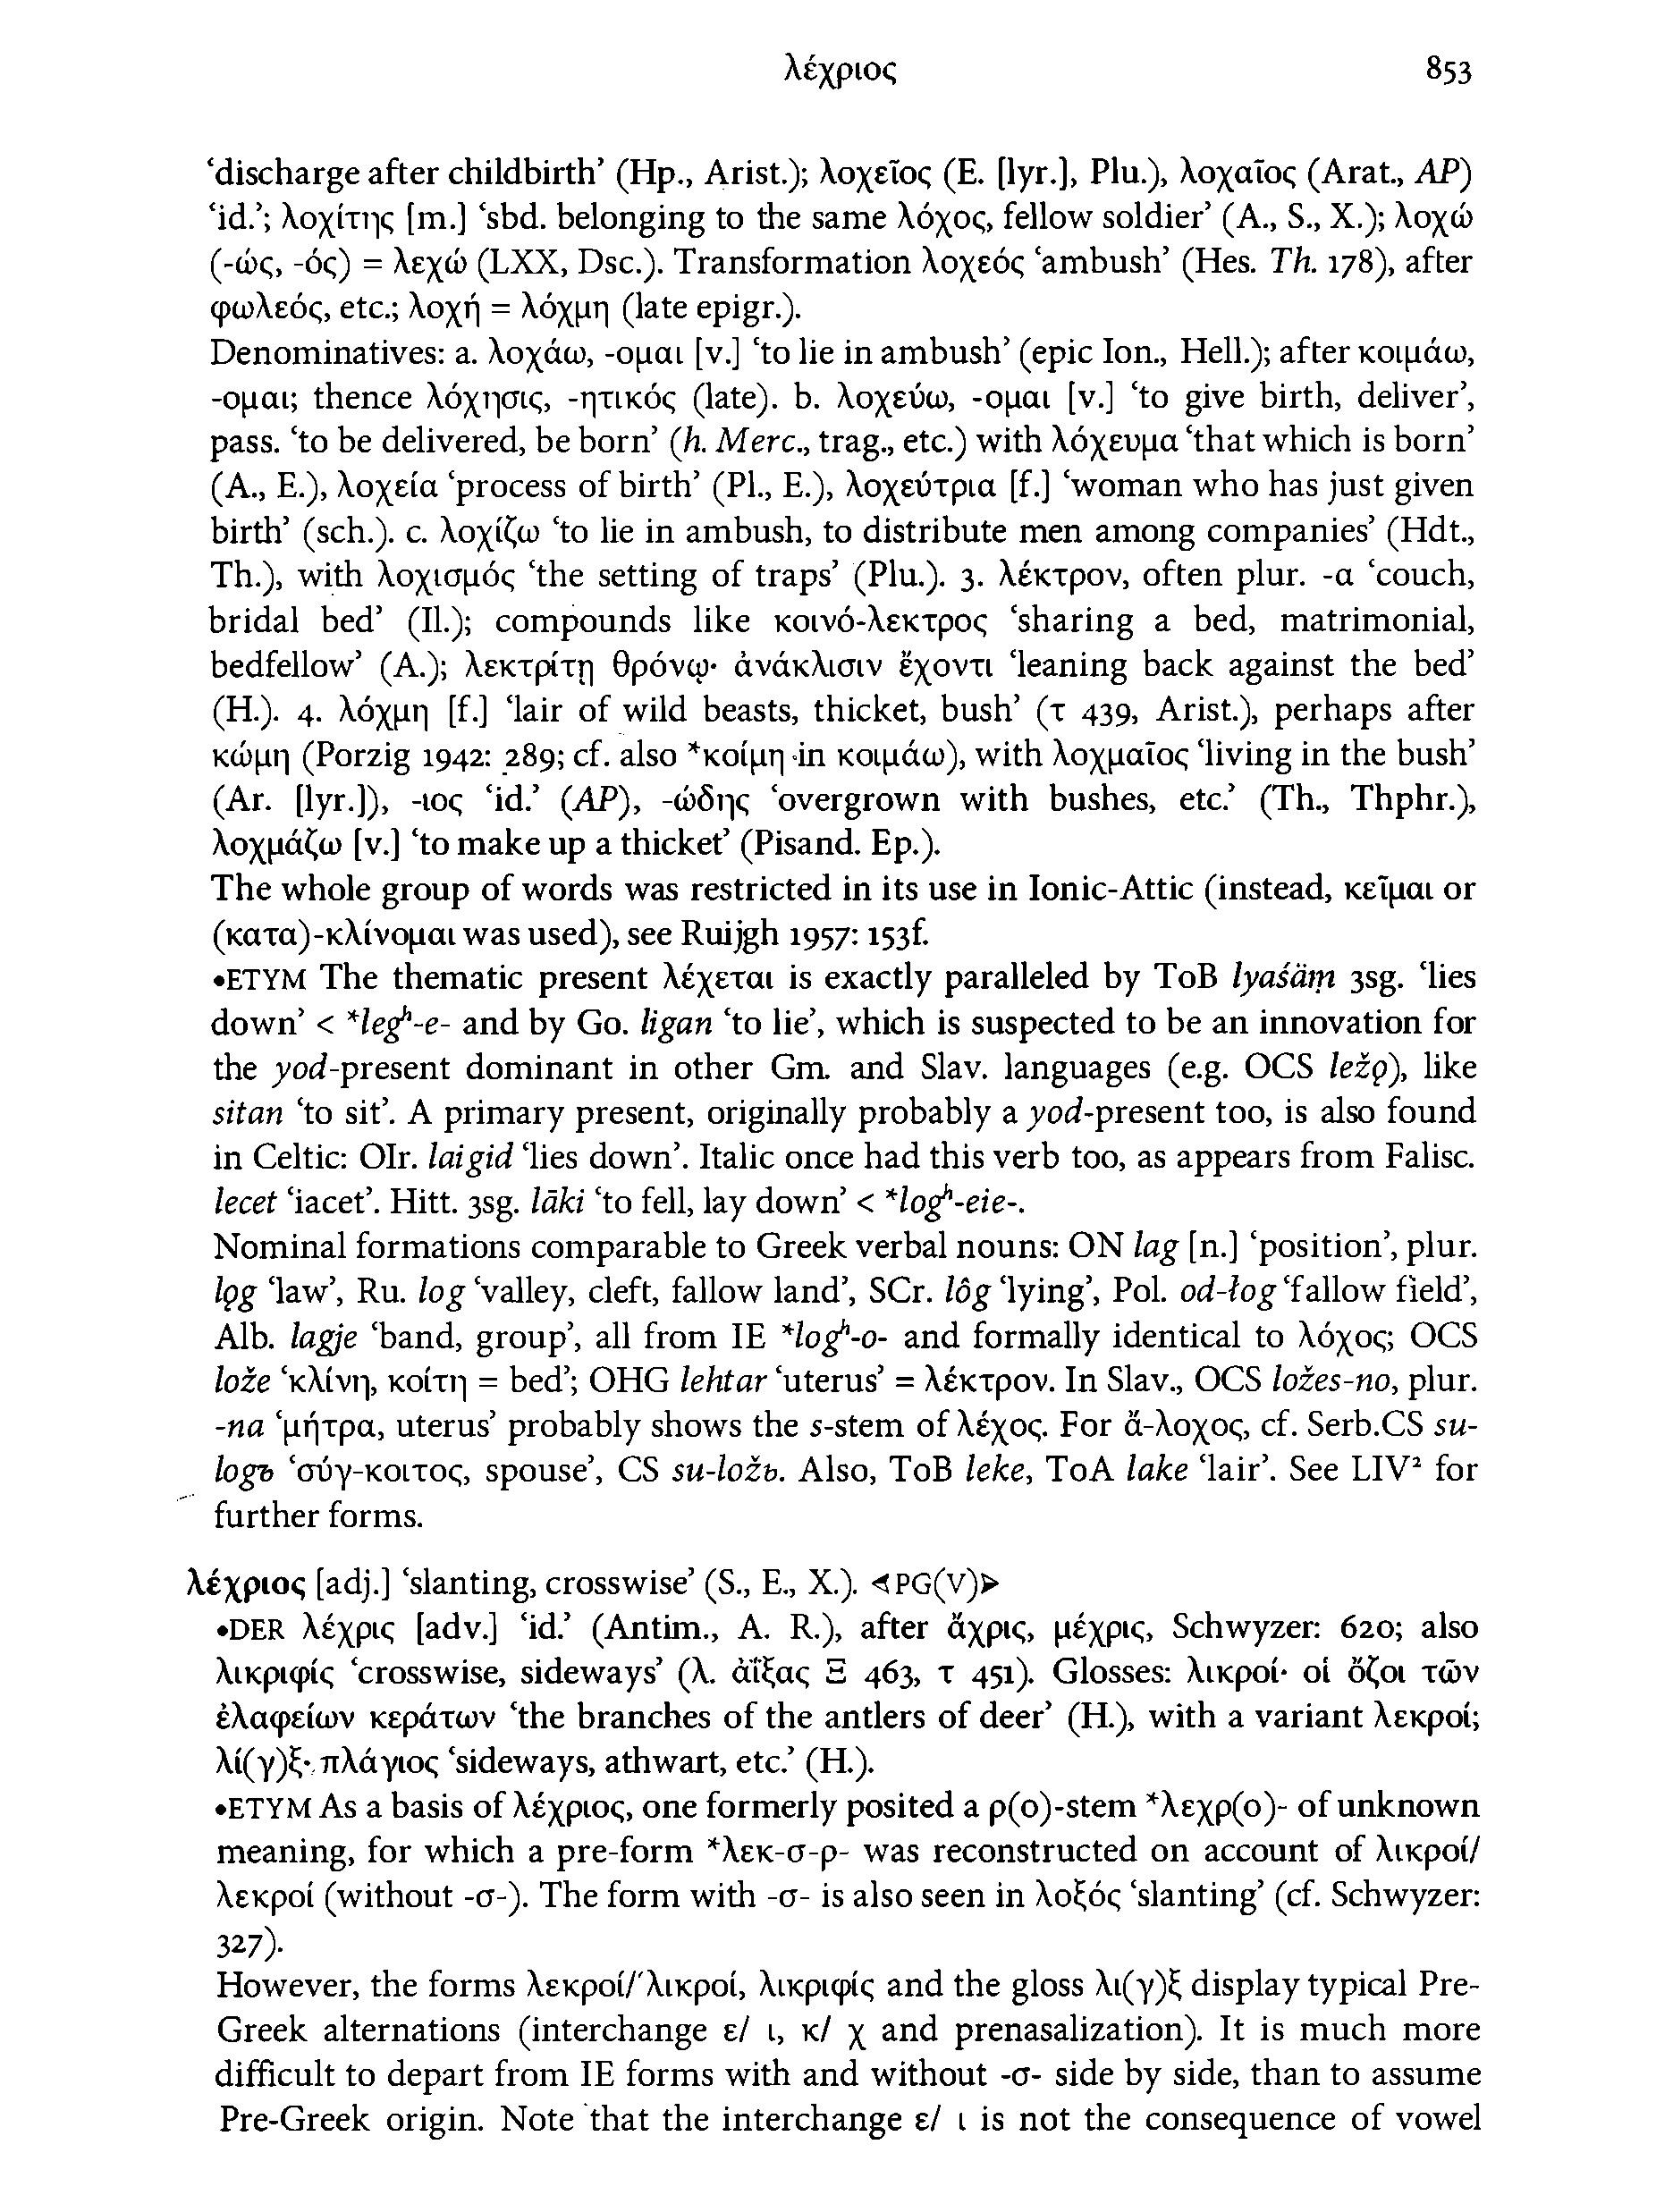 λέχριος 853
‘discharge after childbirth’ (Hp., Arist.); λοχεῖος (E. [lyr.], Plu.), λοχαῖος (Arat., AP)
‘id.’; λοχίτης [m.] ‘sbd. belonging to the same λόχος, fellow soldier’ (A., S., X.); λοχώ
(-ώς, -ός) = λεχώ (LXX, Dsc.). Transformation λοχεός ‘ambush’ (Hes. Th. 178), after
φωλεός, etc.; λοχή = λόχμη (late epigr.).
Denominatives: a. λοχάω, -ομαι [v.] ‘to lie in ambush’ (epic Ion., Hell.); after κοιμάω,
-ομαι; thence λόχησις, -ητικός (late). b. λοχεύω, -ομαι [v.] ‘to give birth, deliver’,
pass. ‘to be delivered, be born’ (h. Merc., trag., etc.) with λόχευμα ‘that which is born’
(A., E.), λοχεία ‘process of birth’ (Pl., E.), λοχεύτρια [f.] ‘woman who has just given
birth’ (sch.). c. λοχίζω ‘to lie in ambush, to distribute men among companies’ (Hdt.,
Th.), with λοχισμός ‘the setting of traps’ (Plu.). 3. λέκτρον, often plur. -α ‘couch,
bridal bed’ (Il.); compounds like κοινό-λεκτρος ‘sharing a bed, matrimonial,
bedfellow’ (A.); λεκτρίτῃ θρόνῳ· ἀνάκλισιν ἔχοντι ‘leaning back against the bed’
(H.). 4. λόχμη [f.] ‘lair of wild beasts, thicket, bush’ (τ 439, Arist.), perhaps after
κώμη (Porzig 1942: 289; cf. also *κοίμη in κοιμάω), with λοχμαῖος ‘living in the bush’
(Ar. [lyr.]), -ιος ‘id.’ (AP), -ώδης ‘overgrown with bushes, etc.’ (Th., Thphr.),
λοχμάζω [v.] ‘to make up a thicket’ (Pisand. Ep.).
The whole group of words was restricted in its use in Ionic-Attic (instead, κεῖμαι or
(κατα)-κλίνομαι was used), see Ruijgh 1957: 153f.
•ETYM The thematic present λέχεται is exactly paralleled by ToB lyaśäṃ 3sg. ‘lies
down’ < *legʰ-e- and by Go. ligan ‘to lie’, which is suspected to be an innovation for
the yod-present dominant in other Gm. and Slav. languages (e.g. OCS ležǫ), like
sitan ‘to sit’. A primary present, originally probably a yod-present too, is also found
in Celtic: OIr. laigid ‘lies down’. Italic once had this verb too, as appears from Falisc.
lecet ‘iacet’. Hitt. 3sg. lāki ‘to fell, lay down’ < *logʰ-eie-.
Nominal formations comparable to Greek verbal nouns: ON lag [n.] ‘position’, plur.
lǫg ‘law’, Ru. log ‘valley, cleft, fallow land’, SCr. lôg ‘lying’, Pol. od-łog ‘fallow field’,
Alb. lagje ‘band, group’, all from IE *logʰ-o- and formally identical to λόχος; OCS
lože ‘κλίνη, κοίτη = bed’; OHG lehtar ‘uterus’ = λέκτρον. In Slav., OCS ložes-no, plur.
-na ‘μήτρα, uterus’ probably shows the s-stem of λέχος. For ἄ-λοχος, cf. Serb.CS su-
logъ ‘σύγ-κοιτος, spouse’, CS su-ložь. Also, ToB leke, ToA lake ‘lair’. See LIV² for
further forms.
λέχριος [adj.] ‘slanting, crosswise’ (S., E., X.). ⊲PG(V)⊳
•DER λέχρις [adv.] ‘id.’ (Antim., A. R.), after ἄχρις, μέχρις, Schwyzer: 620; also
λικριφίς ‘crosswise, sideways’ (λ. ἀΐξας Ξ 463, τ 451). Glosses: λικροί· οἱ ὄζοι τῶν
ἐλαφείων κεράτων ‘the branches of the antlers of deer’ (H.), with a variant λεκροί;
λί(γ)ξ· πλάγιος ‘sideways, athwart, etc.’ (H.).
•ETYM As a basis of λέχριος, one formerly posited a ρ(ο)-stem *λεχρ(ο)- of unknown
meaning, for which a pre-form *λεκ-σ-ρ- was reconstructed on account of λικροί/
λεκροί (without -σ-). The form with -σ- is also seen in λοξός ‘slanting’ (cf. Schwyzer:
327).
However, the forms λεκροί/λικροί, λικριφίς and the gloss λι(γ)ξ display typical Pre-
Greek alternations (interchange ε/ ι, κ/ χ and prenasalization). It is much more
difficult to depart from IE forms with and without -σ- side by side, than to assume
Pre-Greek origin. Note that the interchange ε/ ι is not the consequence of vowel